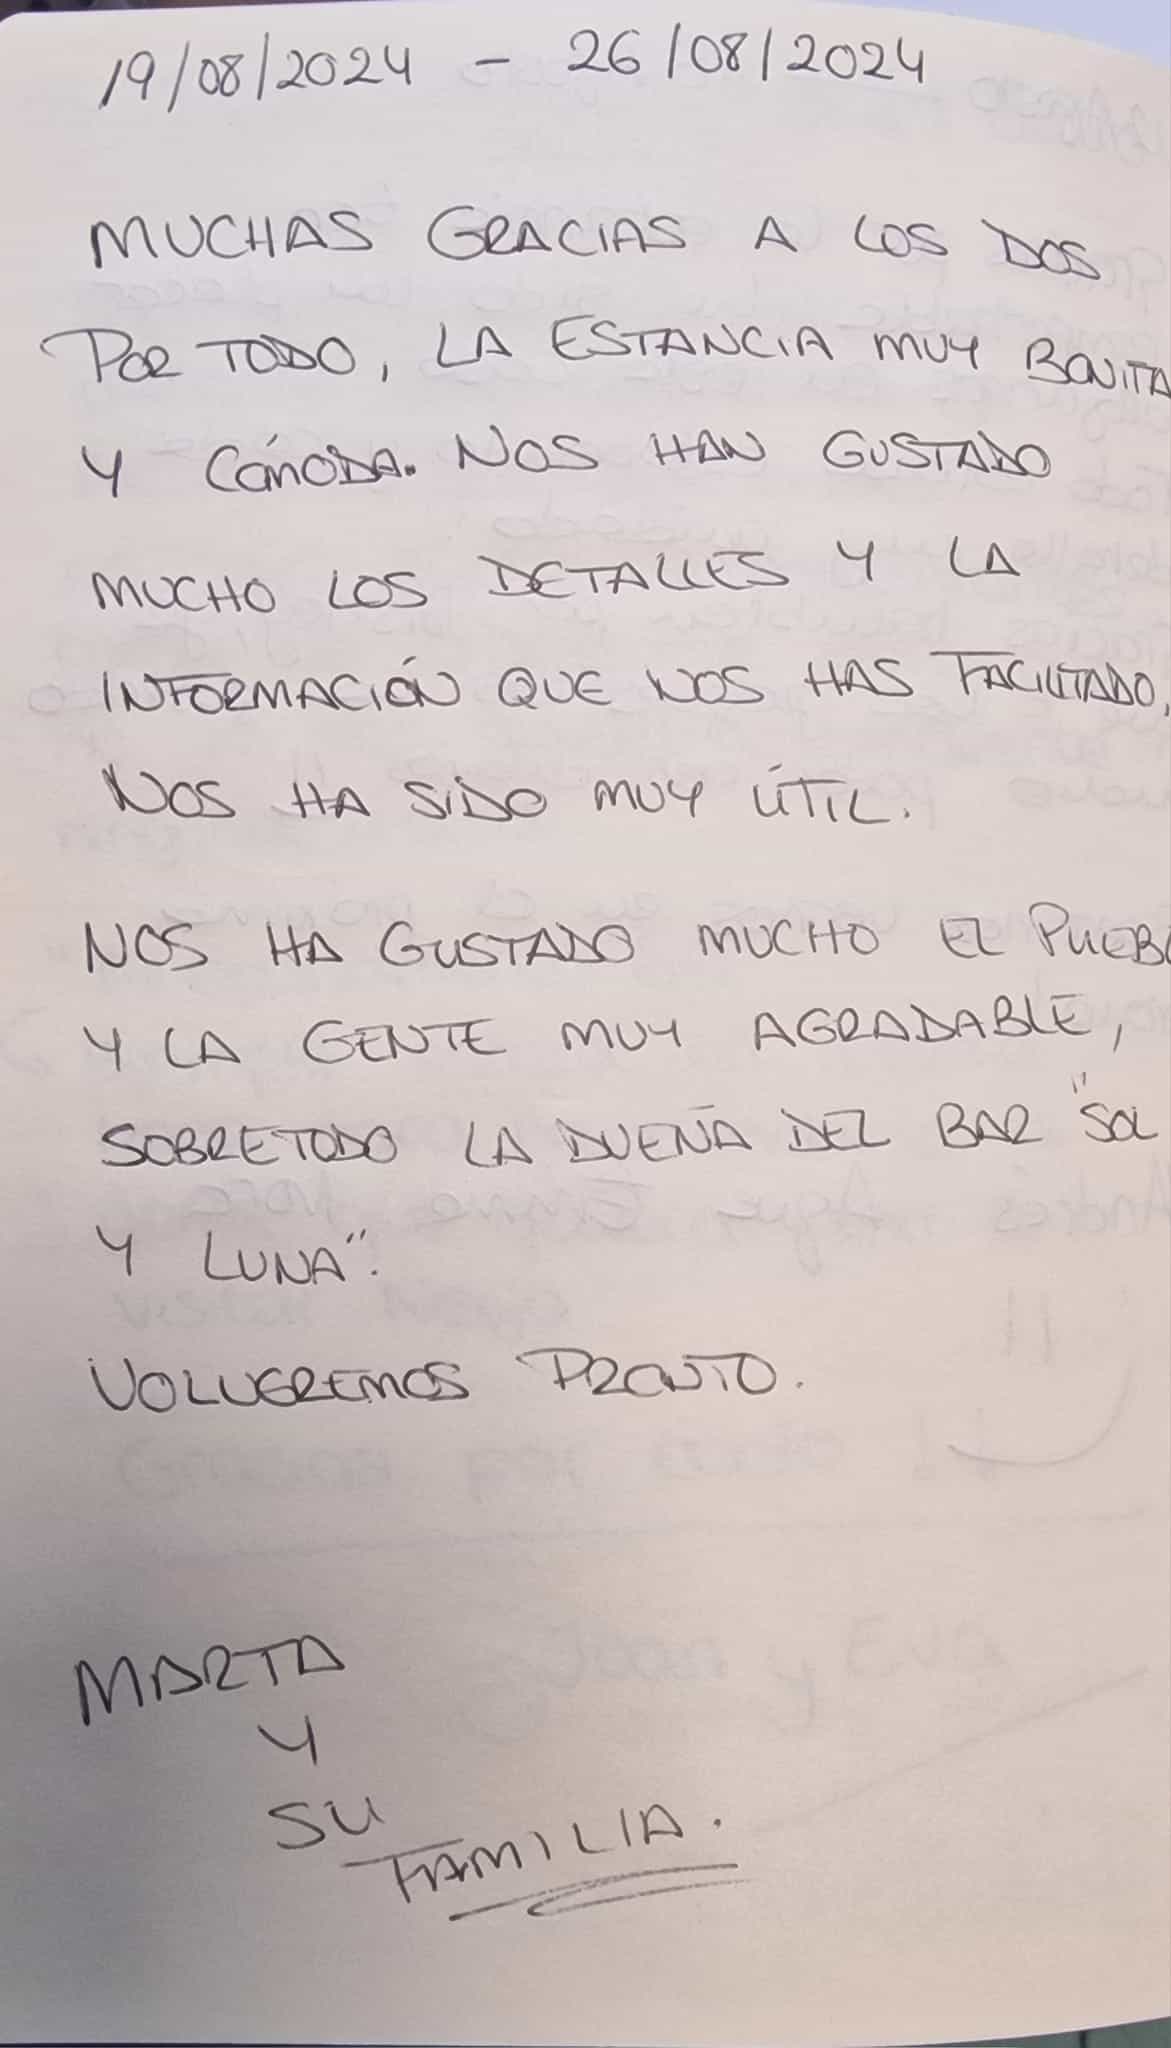 19/08/2024 - 26/08/2024
MUCHAS GRACIAS A LOS DOS
POR TODO, LA ESTANCIA MUY BONITA
Y CÓMODA. NOS HAN GUSTADO
MUCHO LOS DETALLES Y LA
INFORMACIÓN QUE NOS HAS FACILITADO,
NOS HA SIDO MUY ÚTIL.
NOS HA GUSTADO MUCHO EL PUEBL
Y LA GENTE MUY AGRADABLE,
SOBRETODO LA DUEÑA DEL BAR "SOL
Y LUNA".
VOLVEREMOS PRONTO.
MARTA
Y
SU
FAMILIA.